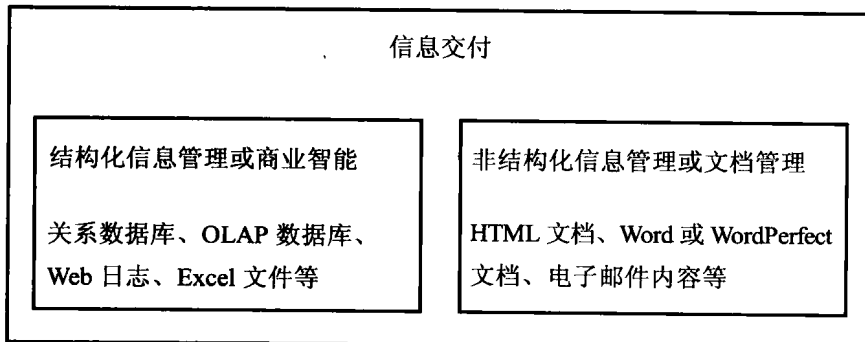 信息交付
结构化信息管理或商业智能
关系数据库、OLAP 数据库、
Web 日志、Excel 文件等
非结构化信息管理或文档管理
HTML 文档、Word 或 WordPerfect
文档、电子邮件内容等